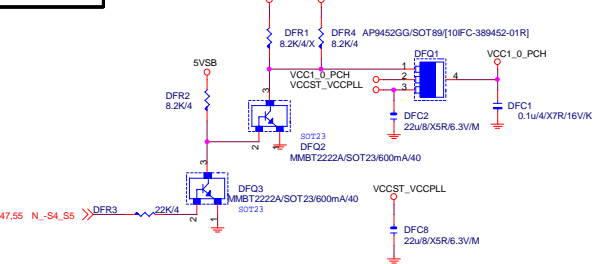 DFR1 DFR4 AP9452GG/SOT89/[10IFC-389452-01R]
8.2K/4/X 8.2K/4
DFQ1
5VSB
VCC1_0_PCH
VCC1_0_PCH
VCCST_VCCPLL
1
2
3
4
DFR2
8.2K/4
3
2
1
SOT23
DFQ2
MMBT2222A/SOT23/600mA/40
DFC2
22u/8/X5R/6.3V/M
DFC1
0.1u/4/X7R/16V/K
3
DFQ3
MMBT2222A/SOT23/600mA/40
SOT23
VCCST_VCCPLL
47,55 N_-S4_S5 DFR3 22K/4
2
1
DFC8
22u/8/X5R/6.3V/M